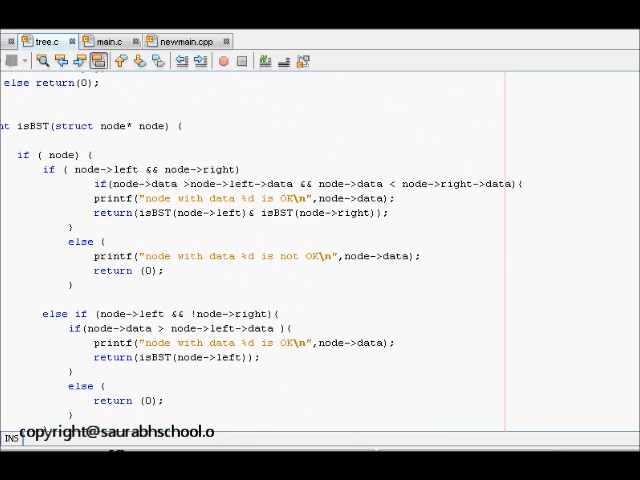 tree.c main.c newmain.cpp
else return(0);
nt isBST(struct node* node) {
if ( node) {
if ( node->left && node->right)
if(node->data >node->left->data && node->data < node->right->data){
printf("node with data %d is OK\n",node->data);
return(isBST(node->left)& isBST(node->right));
}
else {
printf("node with data %d is not OK\n",node->data);
return (0);
}
else if (node->left && !node->right){
if(node->data > node->left->data ){
printf("node with data %d is OK\n",node->data);
return(isBST(node->left));
}
else {
return (0);
}
INS
copyright@saurabhschool.o